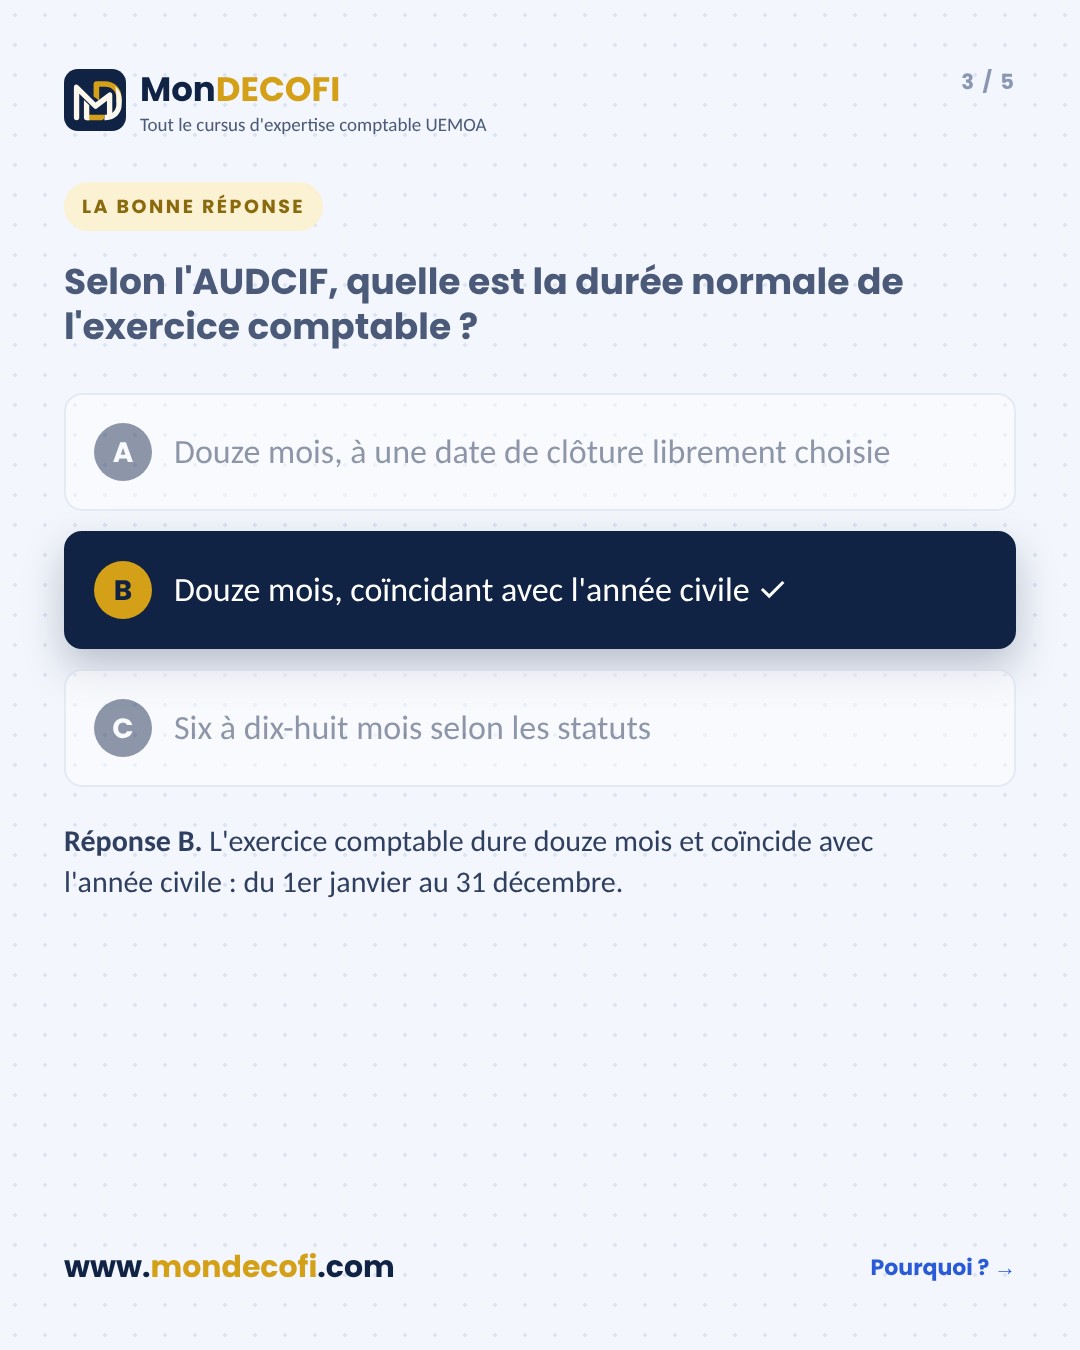 MonDECOFI
Tout le cursus d'expertise comptable UEMOA
3 / 5
LA BONNE RÉPONSE
Selon l'AUDCIF, quelle est la durée normale de
l'exercice comptable ?
A Douze mois, à une date de clôture librement choisie
B Douze mois, coïncidant avec l'année civile ✓
C Six à dix-huit mois selon les statuts
Réponse B. L'exercice comptable dure douze mois et coïncide avec
l'année civile : du 1er janvier au 31 décembre.
www.mondecofi.com
Pourquoi ? →